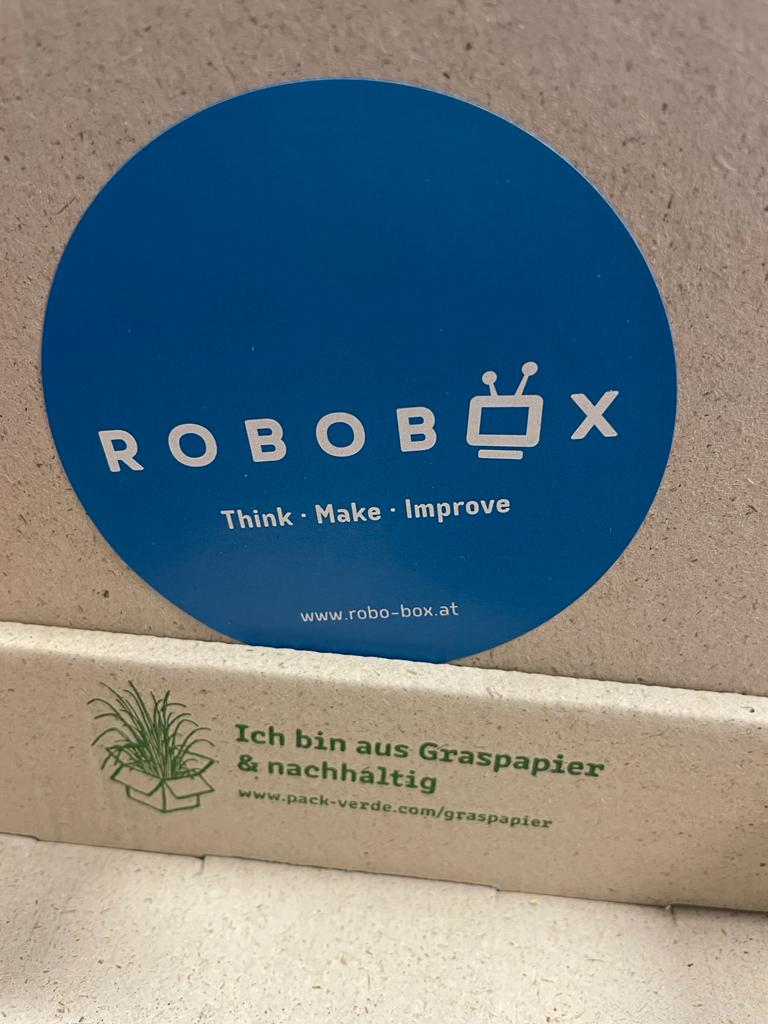 ROBOBOX
Think · Make · Improve
www.robo-box.at
Ich bin aus Graspapier
& nachhaltig
www.pack-verde.com/graspapier